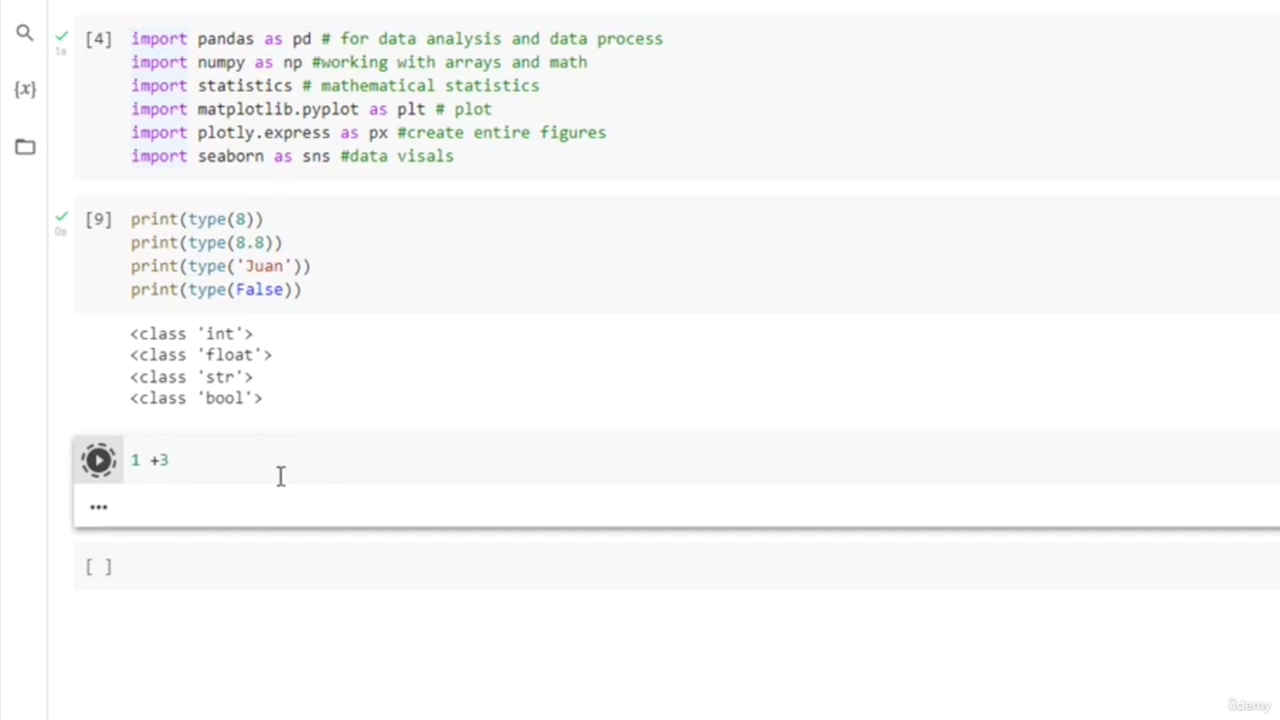 [4] import pandas as pd # for data analysis and data process
import numpy as np #working with arrays and math
import statistics # mathematical statistics
import matplotlib.pyplot as plt # plot
import plotly.express as px #create entire figures
import seaborn as sns #data visals
1s
{x}
[9] print(type(8))
0s
print(type(8.8))
print(type('Juan'))
print(type(False))
<class 'int'>
<class 'float'>
<class 'str'>
<class 'bool'>
1 +3
[ ]
ûdemy